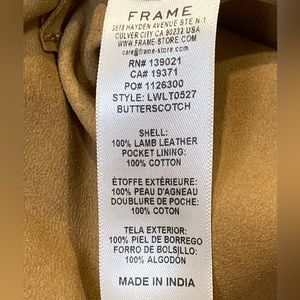 FRAME
3578 HAYDEN AVENUE STE N-1
CULVER CITY CA 90232 USA
WWW.FRAME-STORE.COM
care@frame-store.com
RN# 139021
CA# 19371
PO# 1126300
STYLE: LWLT0527
BUTTERSCOTCH
SHELL:
100% LAMB LEATHER
POCKET LINING:
100% COTTON
ÉTOFFE EXTÉRIEURE:
100% PEAU D'AGNEAU
DOUBLURE DE POCHE:
100% COTON
TELA EXTERIOR:
100% PIEL DE BORREGO
FORRO DE BOLSILLO:
100% ALGODÓN
MADE IN INDIA